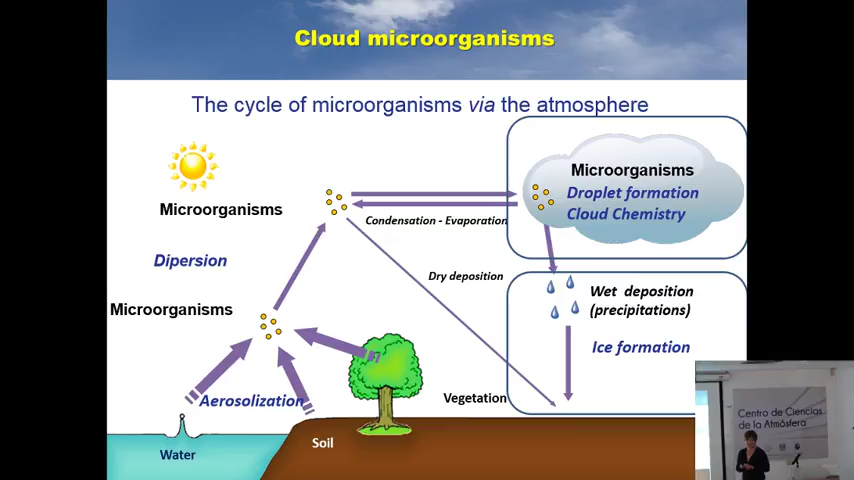 Cloud microorganisms
The cycle of microorganisms via the atmosphere
Microorganisms
Droplet formation
Cloud Chemistry
Microorganisms
Condensation - Evaporation
Dipersion
Dry deposition
Wet deposition
(precipitations)
Microorganisms
Ice formation
Aerosolization
Vegetation
Soil
Water
Centro de Ciencias
de la Atmósfera